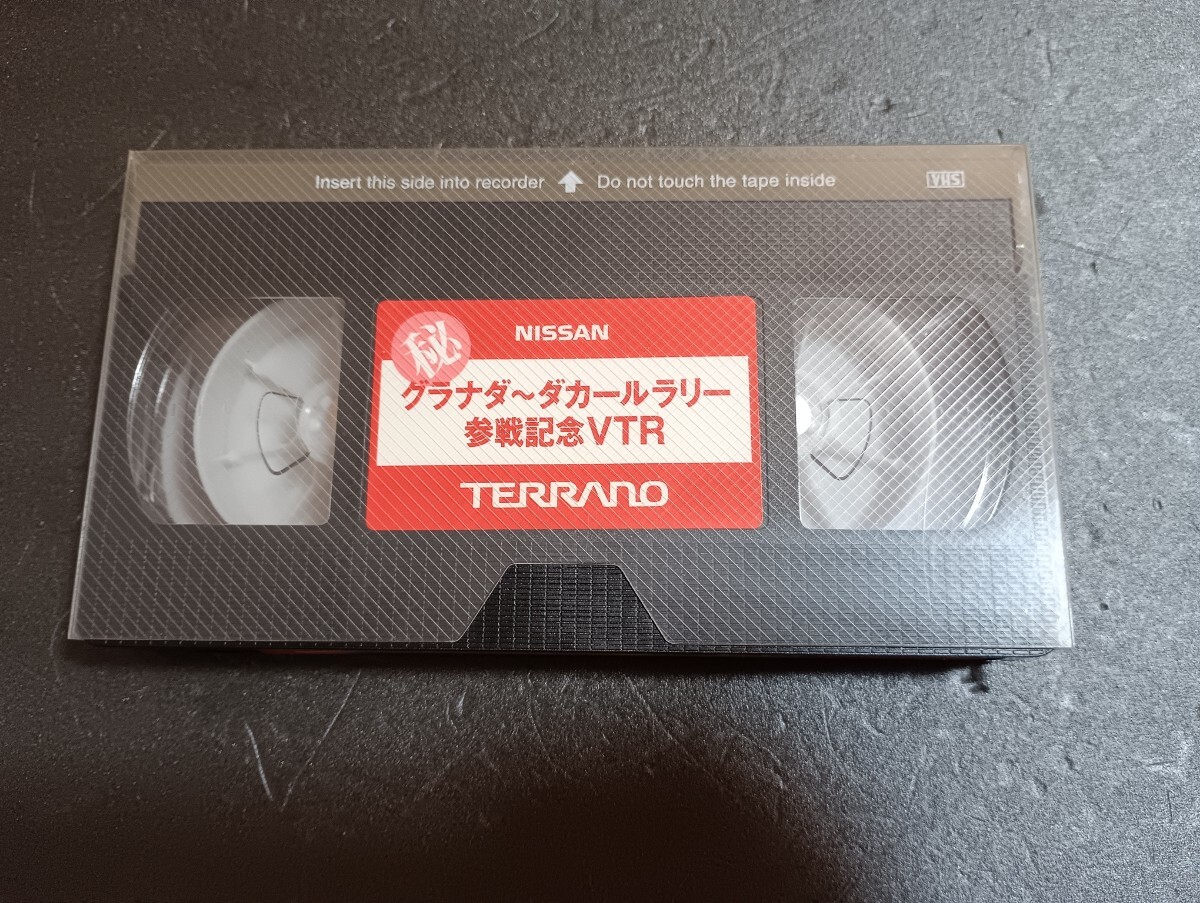 Insert this side into recorder ↑ Do not touch the tape inside VHS
秘 NISSAN
グラナダ～ダカールラリー
参戦記念VTR
TERRANO